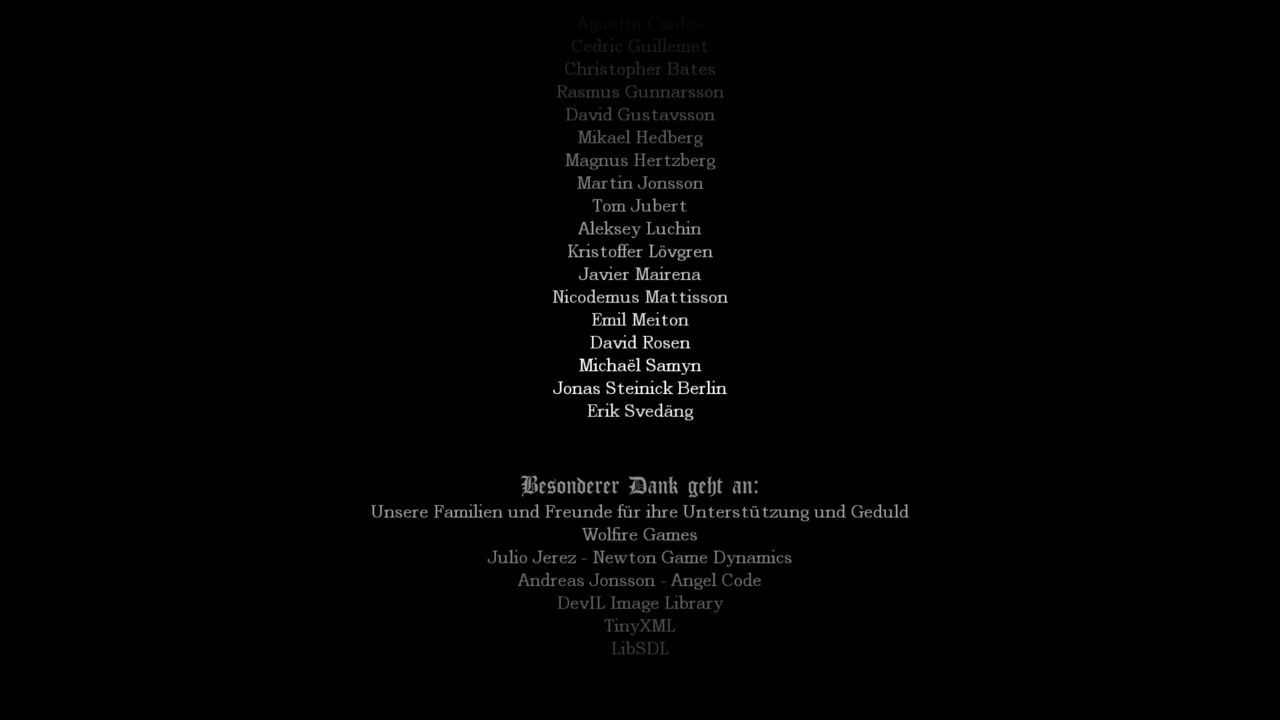 Agustin Cordes
Cedric Guillemet
Christopher Bates
Rasmus Gunnarsson
David Gustavsson
Mikael Hedberg
Magnus Hertzberg
Martin Jonsson
Tom Jubert
Aleksey Luchin
Kristoffer Lövgren
Javier Mairena
Nicodemus Mattisson
Emil Meiton
David Rosen
Michaël Samyn
Jonas Steinick Berlin
Erik Svedäng
Besonderer Dank geht an:
Unsere Familien und Freunde für ihre Unterstützung und Geduld
Wolfire Games
Julio Jerez - Newton Game Dynamics
Andreas Jonsson - Angel Code
DevIL Image Library
TinyXML
LibSDL